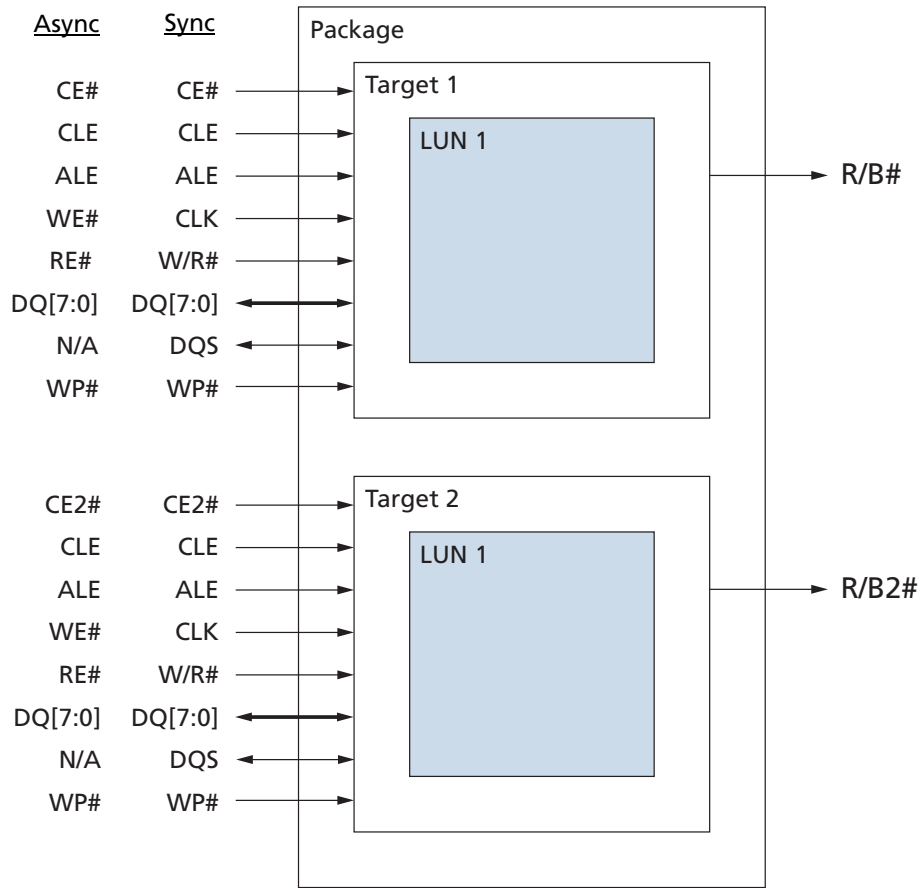 Async Sync Package
Target 1
CE# CE#
CLE CLE LUN 1
ALE ALE R/B#
WE# CLK
RE# W/R#
DQ[7:0] DQ[7:0]
N/A DQS
WP# WP#
Target 2
CE2# CE2#
CLE CLE LUN 1
ALE ALE R/B2#
WE# CLK
RE# W/R#
DQ[7:0] DQ[7:0]
N/A DQS
WP# WP#